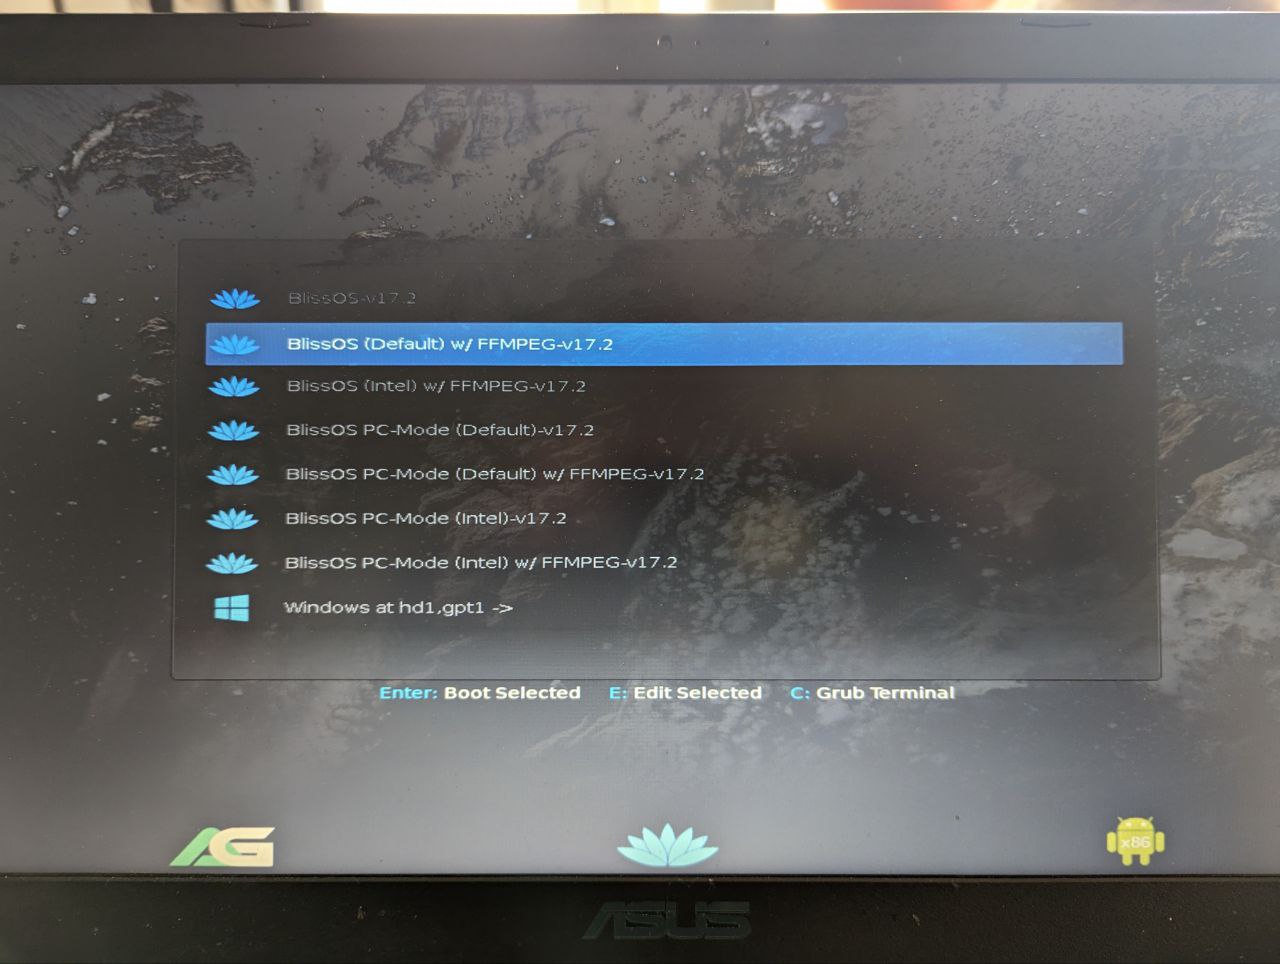 BlissOS-v17.2
BlissOS (Default) w/ FFMPEG-v17.2
BlissOS (Intel) w/ FFMPEG-v17.2
BlissOS PC-Mode (Default)-v17.2
BlissOS PC-Mode (Default) w/ FFMPEG-v17.2
BlissOS PC-Mode (Intel)-v17.2
BlissOS PC-Mode (Intel) w/ FFMPEG-v17.2
Windows at hd1,gpt1 ->
Enter: Boot Selected E: Edit Selected C: Grub Terminal
AG
x86
ASUS